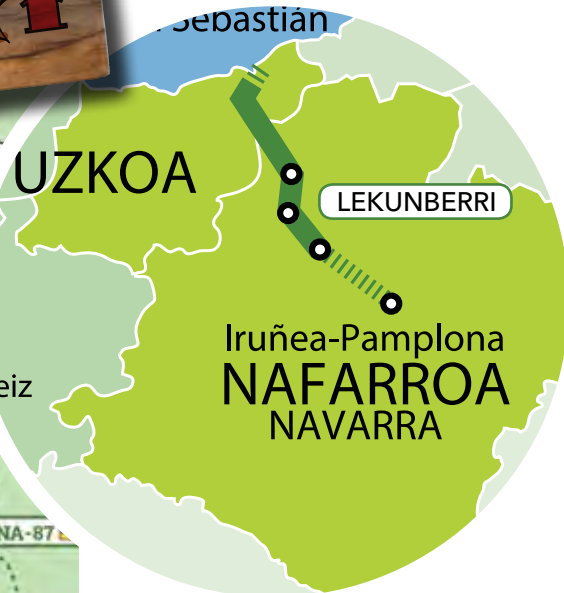 Sebastián
UZKOA
LEKUNBERRI
Iruñea-Pamplona
NAFARROA
NAVARRA
eiz
NA-87